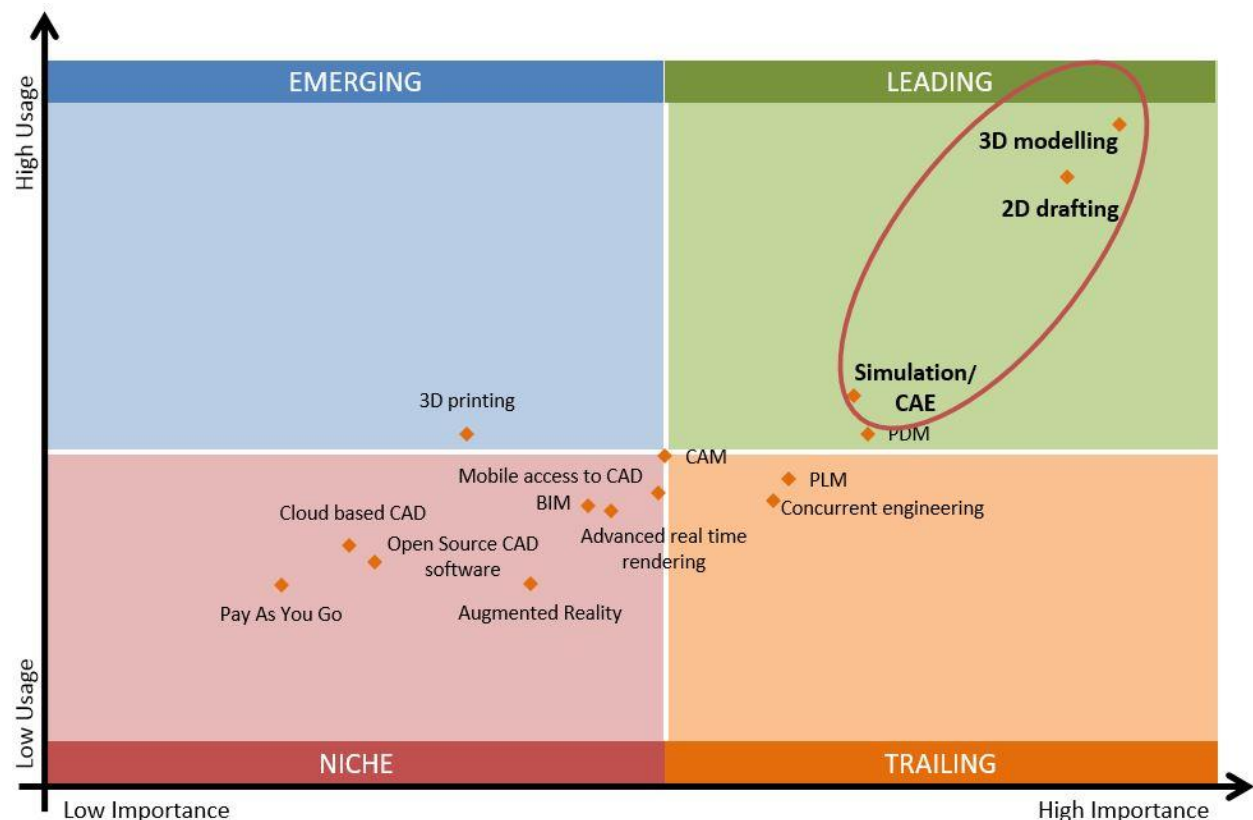 High Usage
EMERGING
LEADING
3D modelling
2D drafting
Simulation/
CAE
3D printing
PDM
CAM
Mobile access to CAD
PLM
BIM
Concurrent engineering
Cloud based CAD
Advanced real time
rendering
Open Source CAD
software
Pay As You Go
Augmented Reality
Low Usage
NICHE
TRAILING
Low Importance
High Importance